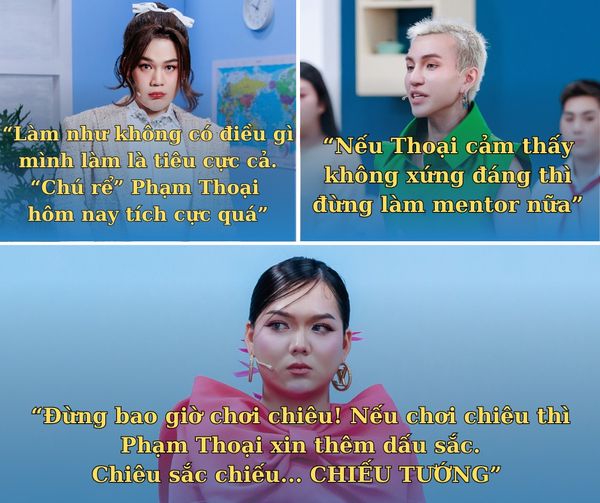 “Làm như không có điều gì
mình làm là tiêu cực cả.
“Chú rể” Phạm Thoại
hôm nay tích cực quá”
“Nếu Thoại cảm thấy
không xứng đáng thì
đừng làm mentor nữa”
“Đừng bao giờ chơi chiêu! Nếu chơi chiêu thì
Phạm Thoại xin thêm dấu sắc.
Chiêu sắc chiếu... CHIẾU TƯỚNG”